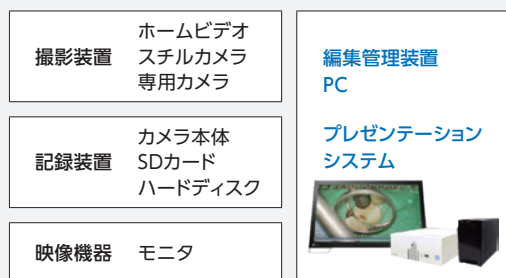 撮影装置
ホームビデオ
スチルカメラ
専用カメラ
記録装置
カメラ本体
SDカード
ハードディスク
映像機器
モニタ
編集管理装置
PC
プレゼンテーション
システム